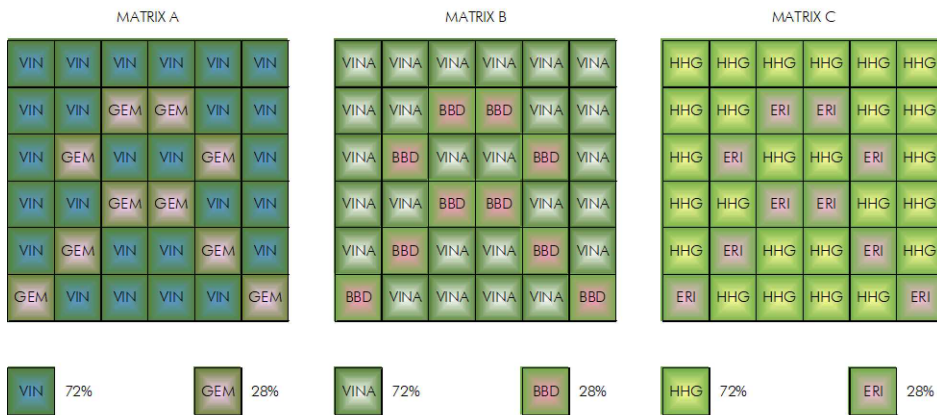 MATRIX A MATRIX B MATRIX C
VIN VIN VIN VIN VIN VIN VINA VINA VINA VINA VINA VINA HHG HHG HHG HHG HHG HHG
VIN VIN GEM GEM VIN VIN VINA VINA BBD BBD VINA VINA HHG HHG ERI ERI HHG HHG
VIN GEM VIN VIN GEM VIN VINA BBD VINA VINA BBD VINA HHG ERI HHG HHG ERI HHG
VIN VIN GEM GEM VIN VIN VINA VINA BBD BBD VINA VINA HHG HHG ERI ERI HHG HHG
VIN GEM VIN VIN GEM VIN VINA BBD VINA VINA BBD VINA HHG ERI HHG HHG ERI HHG
GEM VIN VIN VIN VIN GEM BBD VINA VINA VINA VINA BBD ERI HHG HHG HHG HHG ERI
VIN 72% GEM 28% VINA 72% BBD 28% HHG 72% ERI 28%